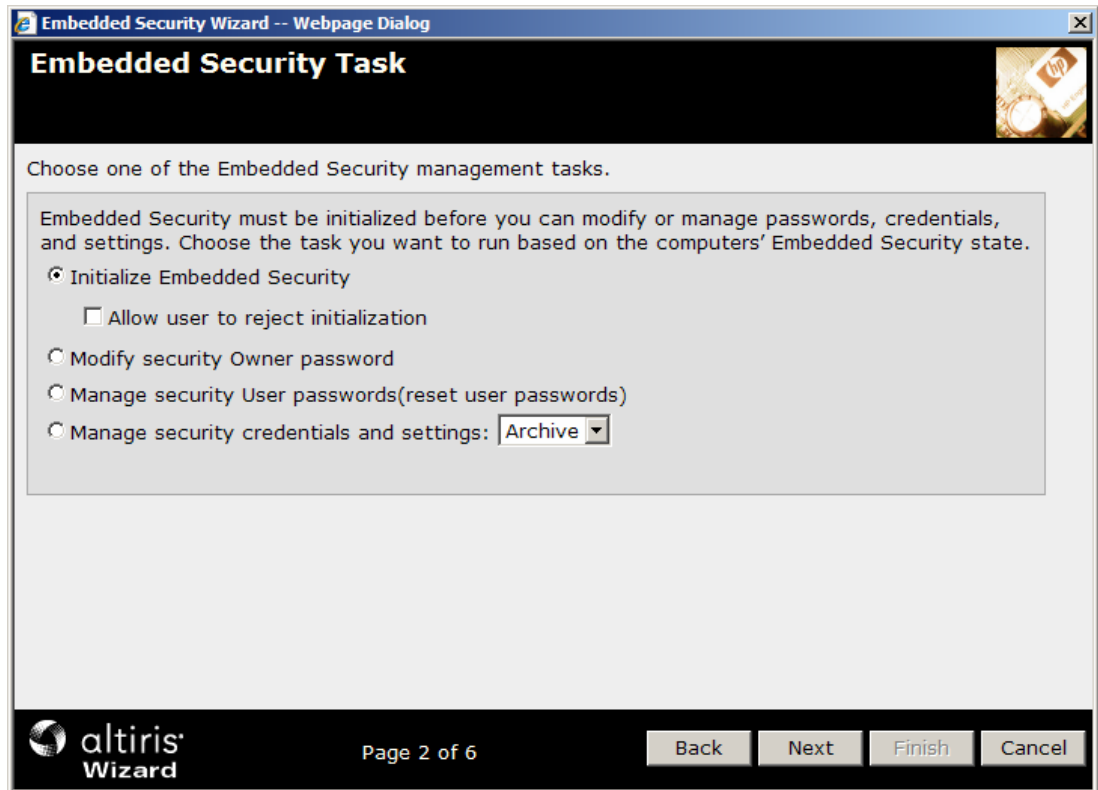 Embedded Security Wizard -- Webpage Dialog
Embedded Security Task
hp
Choose one of the Embedded Security management tasks.
Embedded Security must be initialized before you can modify or manage passwords, credentials,
and settings. Choose the task you want to run based on the computers’ Embedded Security state.
Initialize Embedded Security
Allow user to reject initialization
Modify security Owner password
Manage security User passwords(reset user passwords)
Manage security credentials and settings: Archive
altiris
Wizard
Page 2 of 6
Back Next Finish Cancel